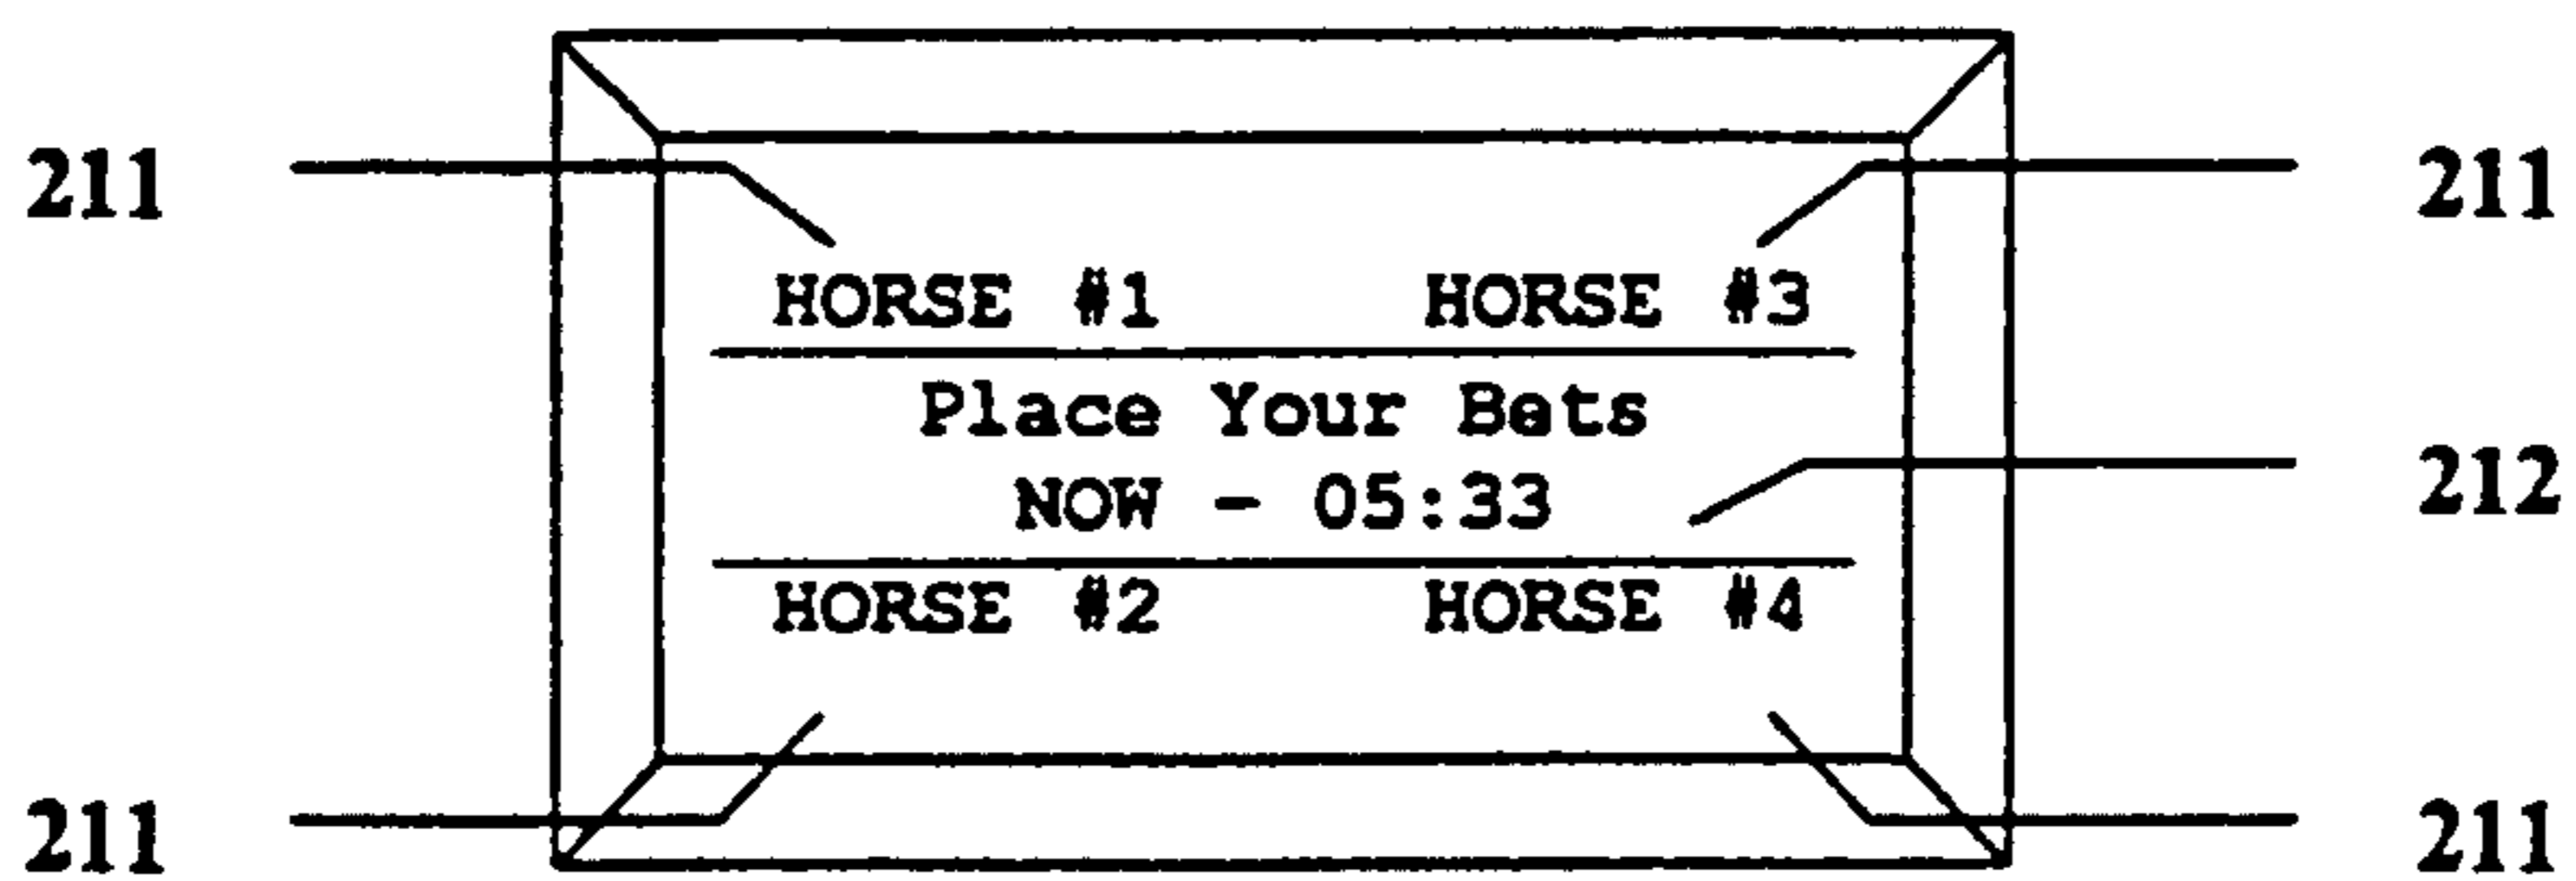 211 211
HORSE #1 HORSE #3
Place Your Bets
NOW - 05:33
212
HORSE #2 HORSE #4
211 211